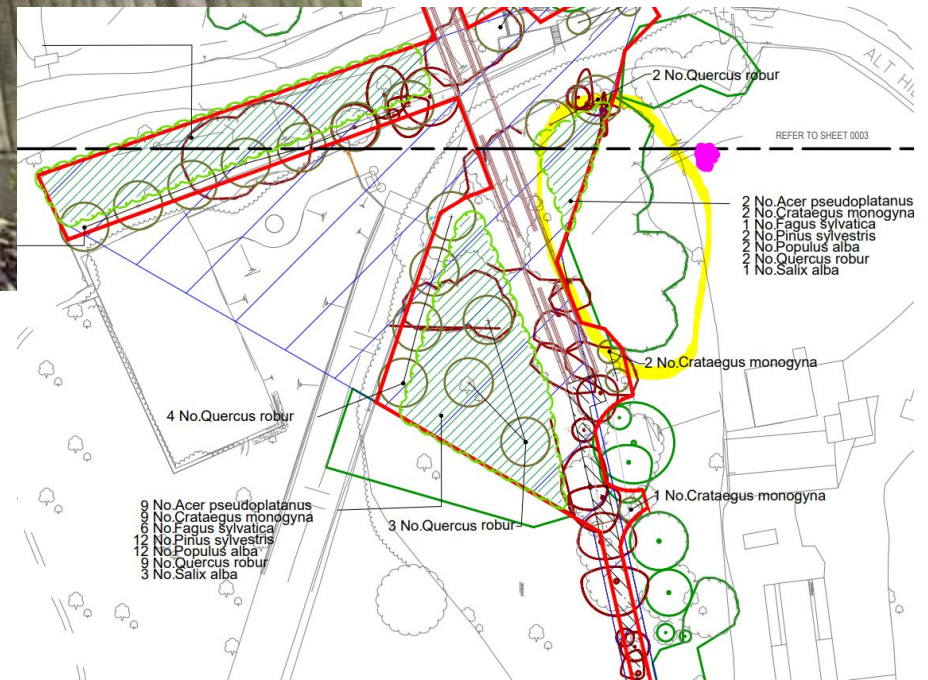 2 No.Quercus robur
ALT HIL
REFER TO SHEET 0003
2 No.Acer pseudoplatanus
2 No.Crataegus monogyna
1 No.Fagus sylvatica
2 No.Pinus sylvestris
2 No.Populus alba
2 No.Quercus robur
1 No.Salix alba
2 No.Crataegus monogyna
4 No.Quercus robur
1 No.Crataegus monogyna
9 No.Acer pseudoplatanus
No.Crataegus monogyna
No.Fagus sylvatica
12 No.Pinus sylvestris
12 No.Populus alba
9 No.Quercus robur
3 No.Salix alba
3 No.Quercus robur